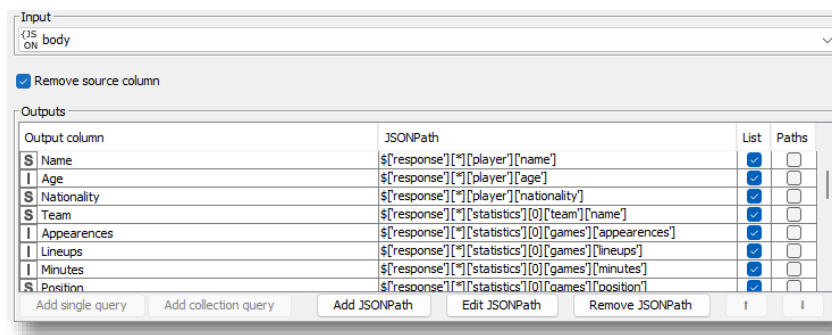 Input
{JS
ON body
Remove source column
Outputs
Output column JSONPath List Paths
S Name $['response'][*]['player']['name']
I Age $['response'][*]['player']['age']
S Nationality $['response'][*]['player']['nationality']
S Team $['response'][*]['statistics'][0]['team']['name']
I Appearences $['response'][*]['statistics'][0]['games']['appearences']
I Lineups $['response'][*]['statistics'][0]['games']['lineups']
I Minutes $['response'][*]['statistics'][0]['games']['minutes']
S Position $['response'][*]['statistics'][0]['games']['position']
Add single query Add collection query Add JSONPath Edit JSONPath Remove JSONPath ↑ ↓